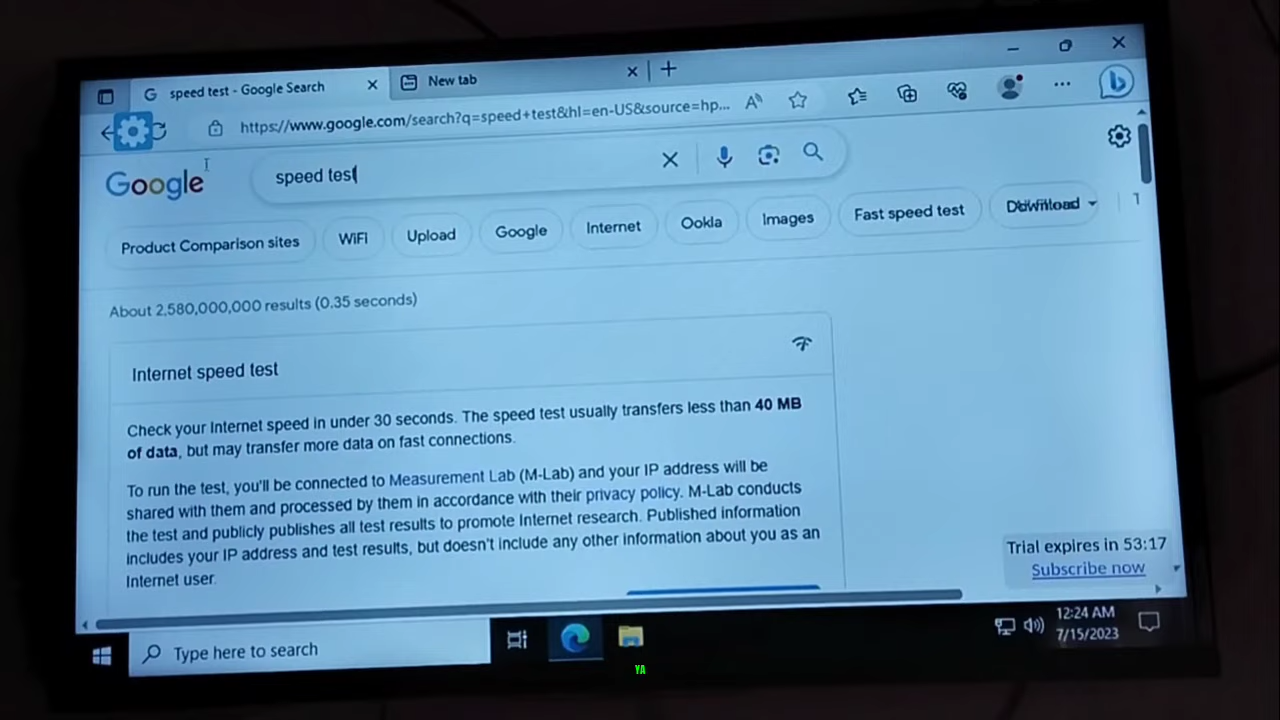 speed test - Google Search
New tab
https://www.google.com/search?q=speed+test&hl=en-US&source=hp...
Google
speed test
Product Comparison sites
WiFi
Upload
Google
Internet
Ookla
Images
Fast speed test
About 2,580,000,000 results (0.35 seconds)
Internet speed test
Check your Internet speed in under 30 seconds. The speed test usually transfers less than 40 MB
of data, but may transfer more data on fast connections.
To run the test, you'll be connected to Measurement Lab (M-Lab) and your IP address will be
shared with them and processed by them in accordance with their privacy policy. M-Lab conducts
the test and publicly publishes all test results to promote Internet research. Published information
includes your IP address and test results, but doesn't include any other information about you as an
Internet user.
Trial expires in 53:17
Subscribe now
Type here to search
12:24 AM
7/15/2023
YA